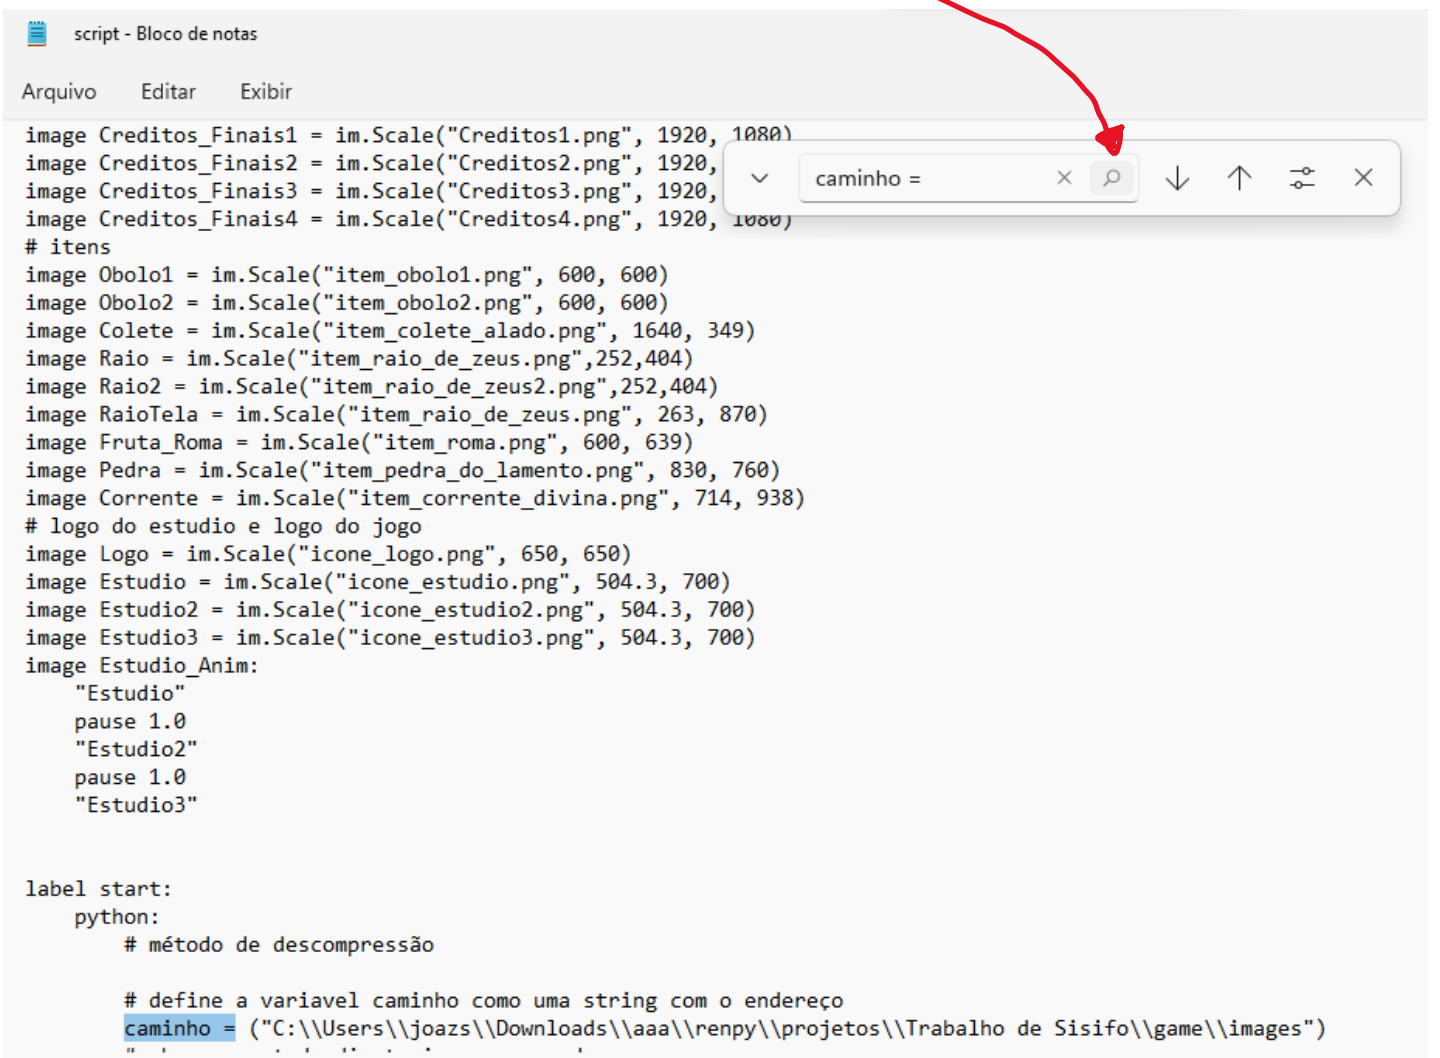 script - Bloco de notas
Arquivo Editar Exibir
image Creditos_Finais1 = im.Scale("Creditos1.png", 1920, 1080)
image Creditos_Finais2 = im.Scale("Creditos2.png", 1920,
caminho =
image Creditos_Finais3 = im.Scale("Creditos3.png", 1920,
image Creditos_Finais4 = im.Scale("Creditos4.png", 1920, 1080)
# itens
image Obolo1 = im.Scale("item_obolo1.png", 600, 600)
image Obolo2 = im.Scale("item_obolo2.png", 600, 600)
image Colete = im.Scale("item_colete_alado.png", 1640, 349)
image Raio = im.Scale("item_raio_de_zeus.png",252,404)
image Raio2 = im.Scale("item_raio_de_zeus2.png",252,404)
image RaioTela = im.Scale("item_raio_de_zeus.png", 263, 870)
image Fruta_Roma = im.Scale("item_roma.png", 600, 639)
image Pedra = im.Scale("item_pedra_do_lamento.png", 830, 760)
image Corrente = im.Scale("item_corrente_divina.png", 714, 938)
# logo do estudio e logo do jogo
image Logo = im.Scale("icone_logo.png", 650, 650)
image Estudio = im.Scale("icone_estudio.png", 504.3, 700)
image Estudio2 = im.Scale("icone_estudio2.png", 504.3, 700)
image Estudio3 = im.Scale("icone_estudio3.png", 504.3, 700)
image Estudio_Anim:
    "Estudio"
    pause 1.0
    "Estudio2"
    pause 1.0
    "Estudio3"
label start:
    python:
        # método de descompressão
        # define a variavel caminho como uma string com o endereço
        caminho = ("C:\\Users\\joazs\\Downloads\\aaa\\renpy\\projetos\\Trabalho de Sisifo\\game\\images")